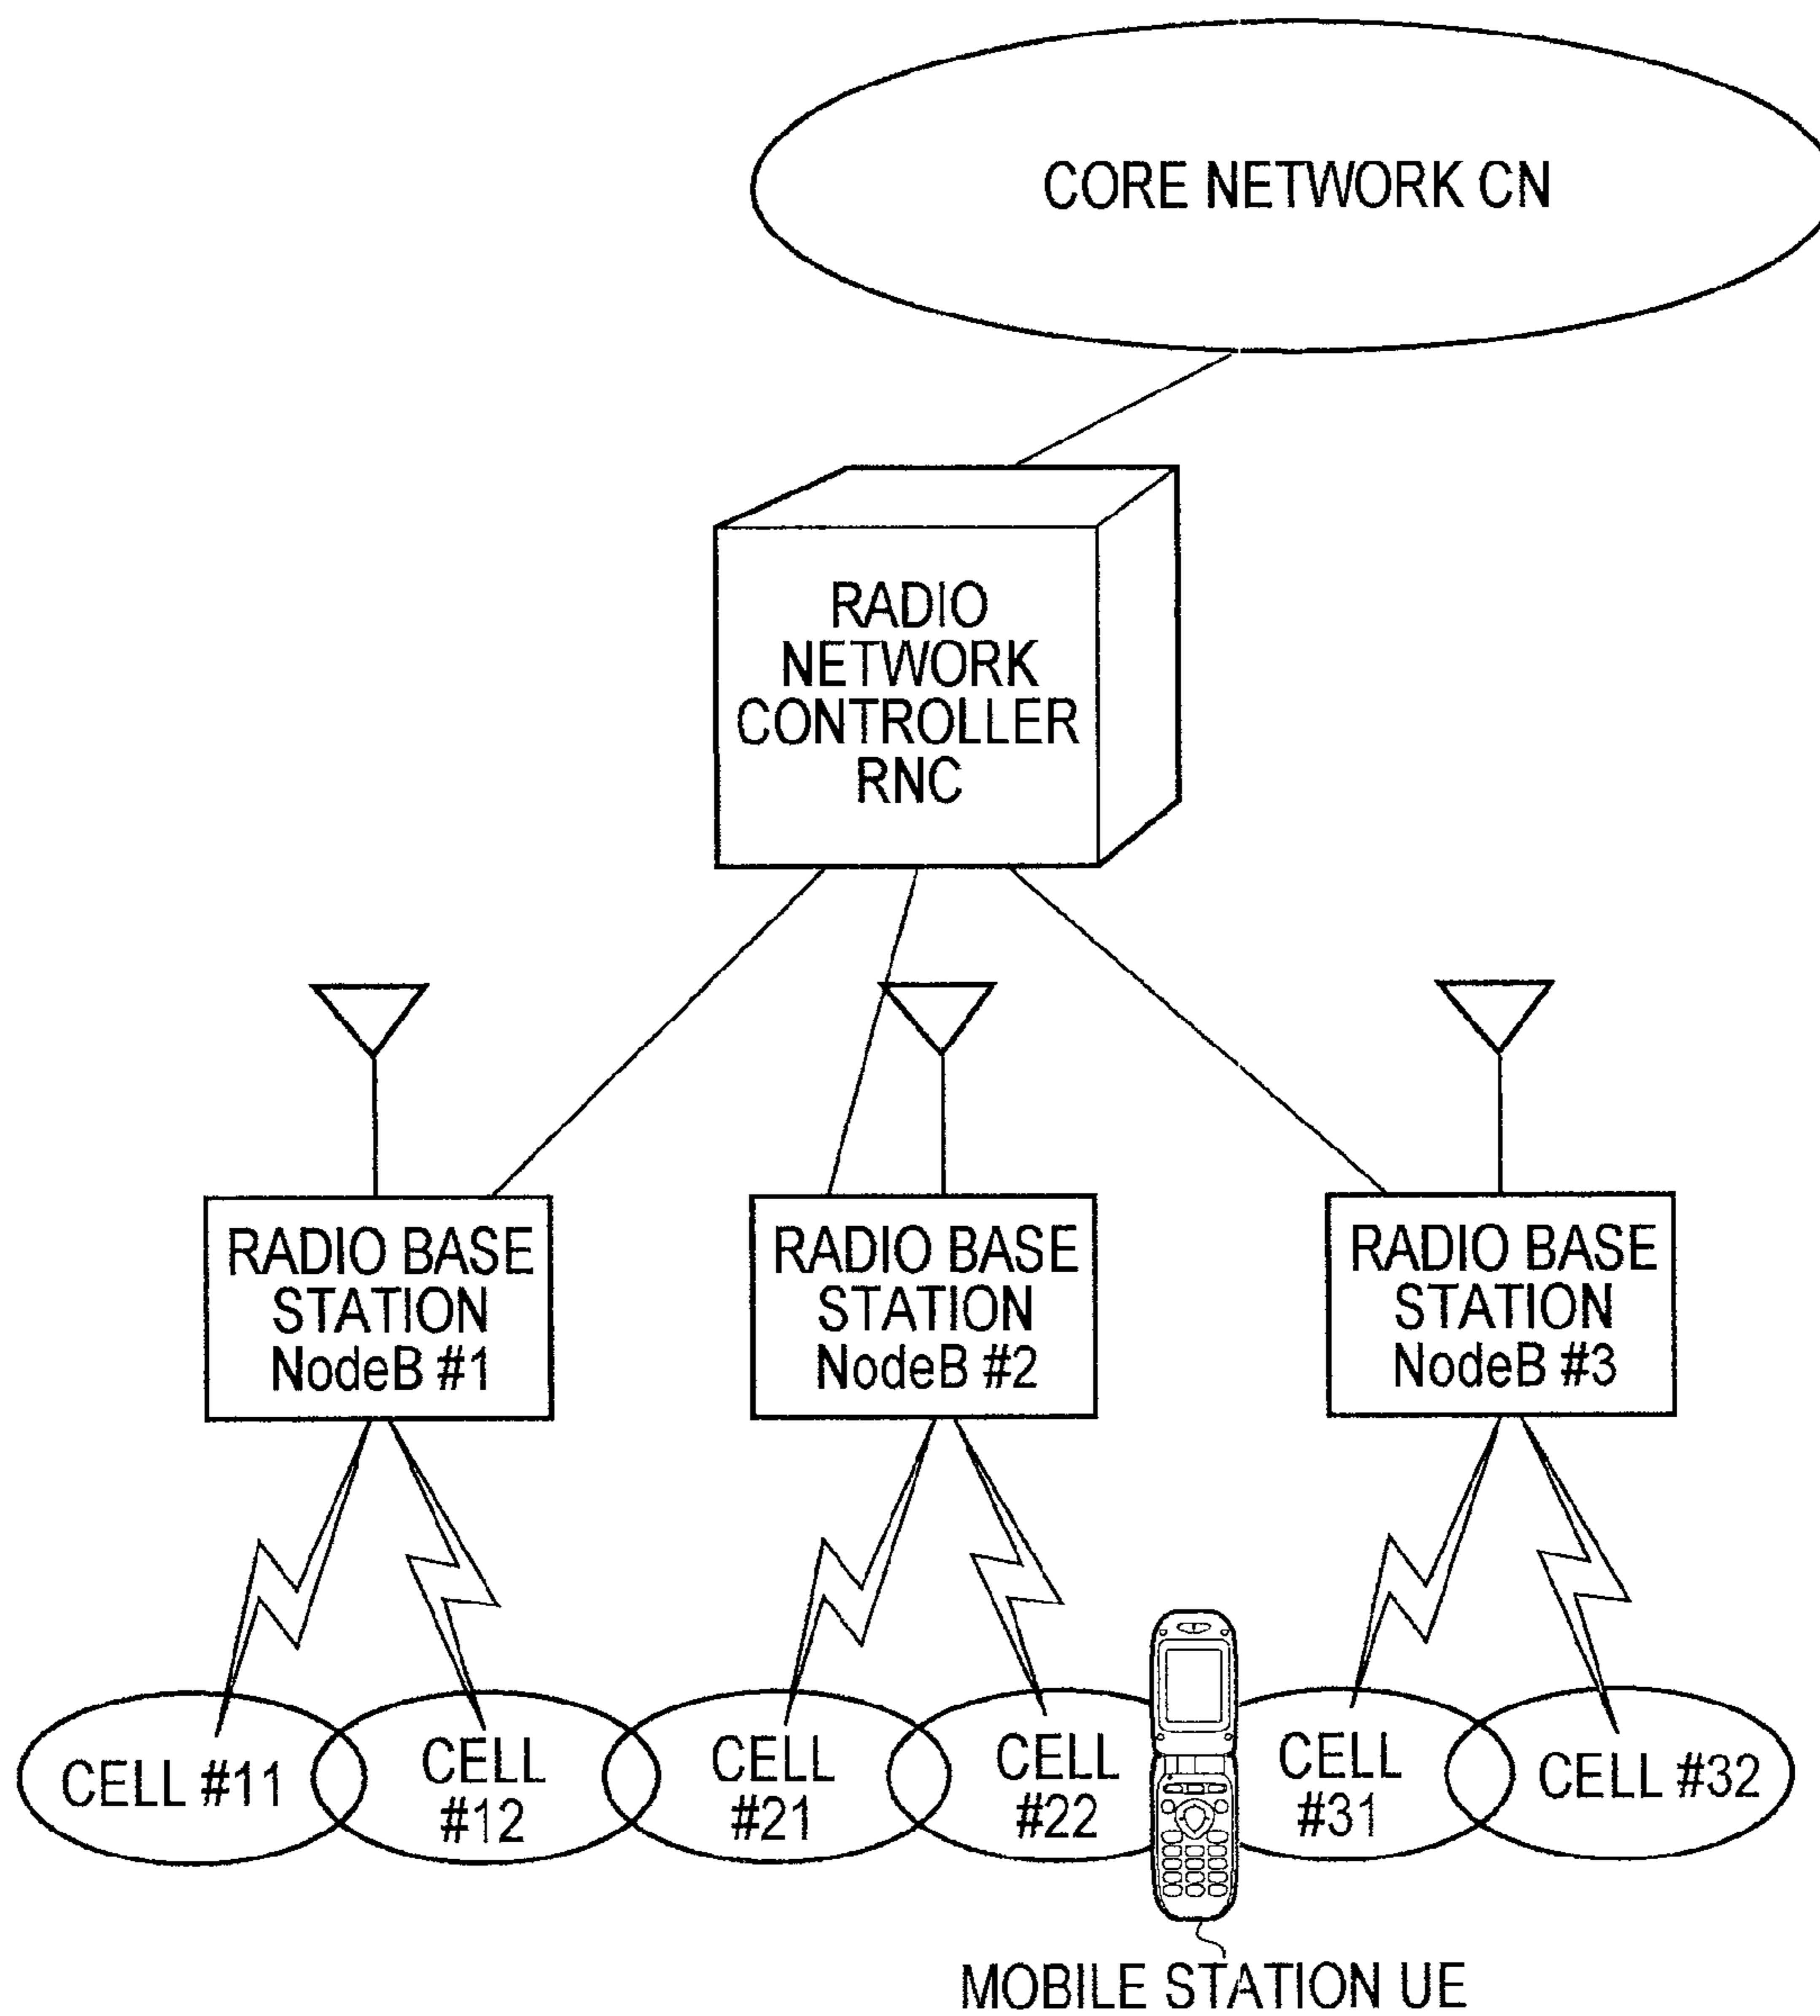 CORE NETWORK CN
RADIO
NETWORK
CONTROLLER
RNC
RADIO BASE
STATION
NodeB #1
RADIO BASE
STATION
NodeB #2
RADIO BASE
STATION
NodeB #3
CELL #11
CELL
#12
CELL
#21
CELL
#22
CELL
#31
CELL #32
MOBILE STATION UE